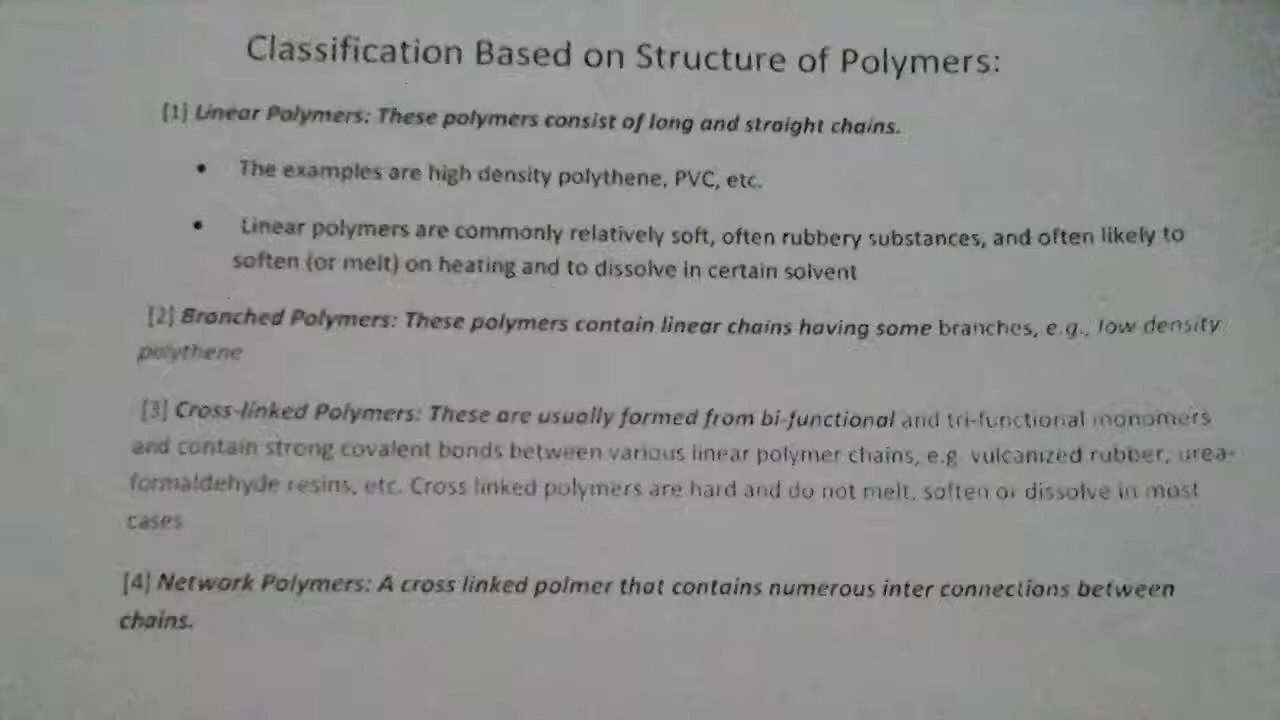 Classification Based on Structure of Polymers:
[1] Linear Polymers: These polymers consist of long and straight chains.
• The examples are high density polythene, PVC, etc.
• Linear polymers are commonly relatively soft, often rubbery substances, and often likely to
soften (or melt) on heating and to dissolve in certain solvent
[2] Branched Polymers: These polymers contain linear chains having some branches, e.g., low density
polythene
[3] Cross-linked Polymers: These are usually formed from bi-functional and tri-functional monomers
and contain strong covalent bonds between various linear polymer chains, e.g. vulcanized rubber, urea-
formaldehyde resins, etc. Cross linked polymers are hard and do not melt, soften or dissolve in most
cases
[4] Network Polymers: A cross linked polmer that contains numerous inter connections between
chains.